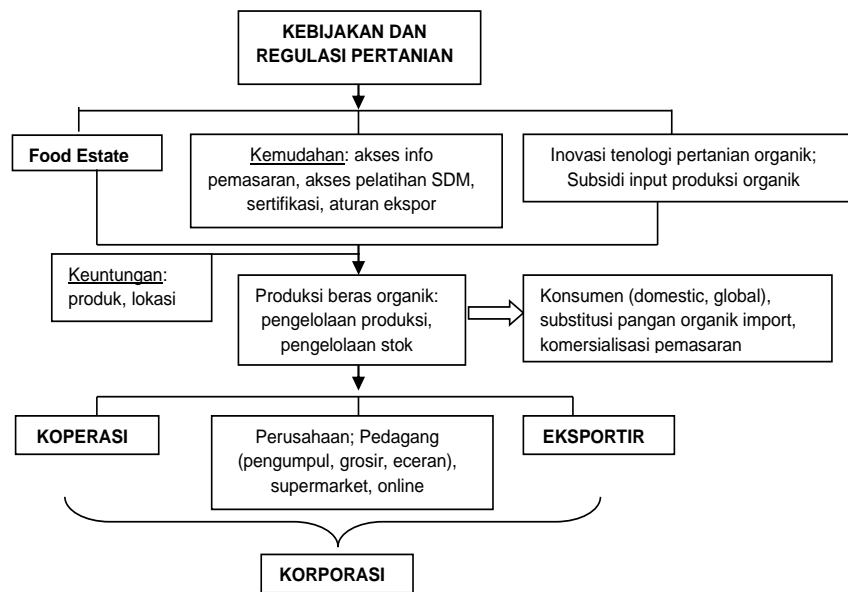 KEBIJAKAN DAN
REGULASI PERTANIAN
Food Estate
Kemudahan: akses info
pemasaran, akses pelatihan SDM,
sertifikasi, aturan ekspor
Inovasi tenologi pertanian organik;
Subsidi input produksi organik
Keuntungan:
produk, lokasi
Produksi beras organik:
pengelolaan produksi,
pengelolaan stok
Konsumen (domestic, global),
substitusi pangan organik import,
komersialisasi pemasaran
KOPERASI
Perusahaan; Pedagang
(pengumpul, grosir, eceran),
supermarket, online
EKSPORTIR
KORPORASI